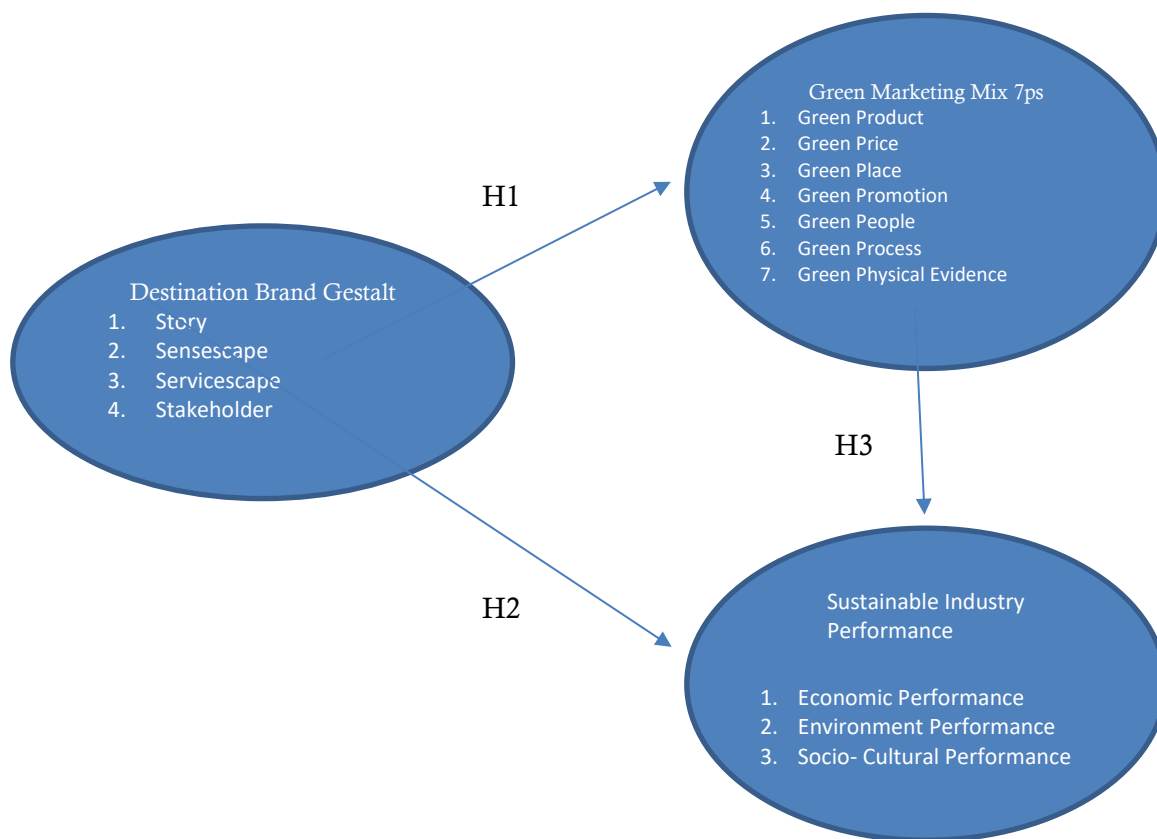 Green Marketing Mix 7ps
1. Green Product
2. Green Price
3. Green Place
4. Green Promotion
5. Green People
6. Green Process
7. Green Physical Evidence
H1
Destination Brand Gestalt
1. Story
2. Sensescape
3. Servicescape
4. Stakeholder
H3
H2
Sustainable Industry
Performance
1. Economic Performance
2. Environment Performance
3. Socio- Cultural Performance